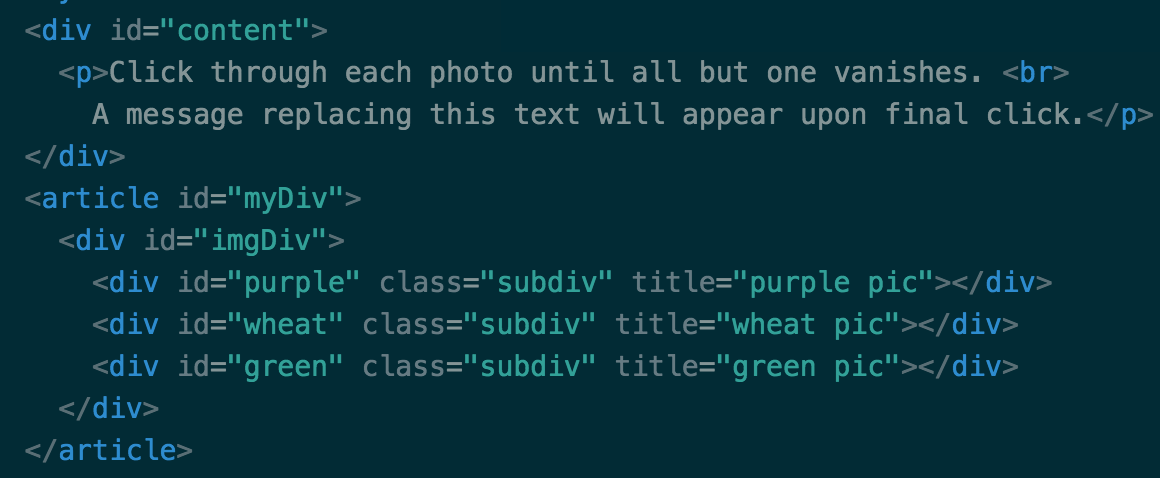 <div id="content">
<p>Click through each photo until all but one vanishes. <br>
A message replacing this text will appear upon final click.</p>
</div>
<article id="myDiv">
<div id="imgDiv">
<div id="purple" class="subdiv" title="purple pic"></div>
<div id="wheat" class="subdiv" title="wheat pic"></div>
<div id="green" class="subdiv" title="green pic"></div>
</div>
</article>